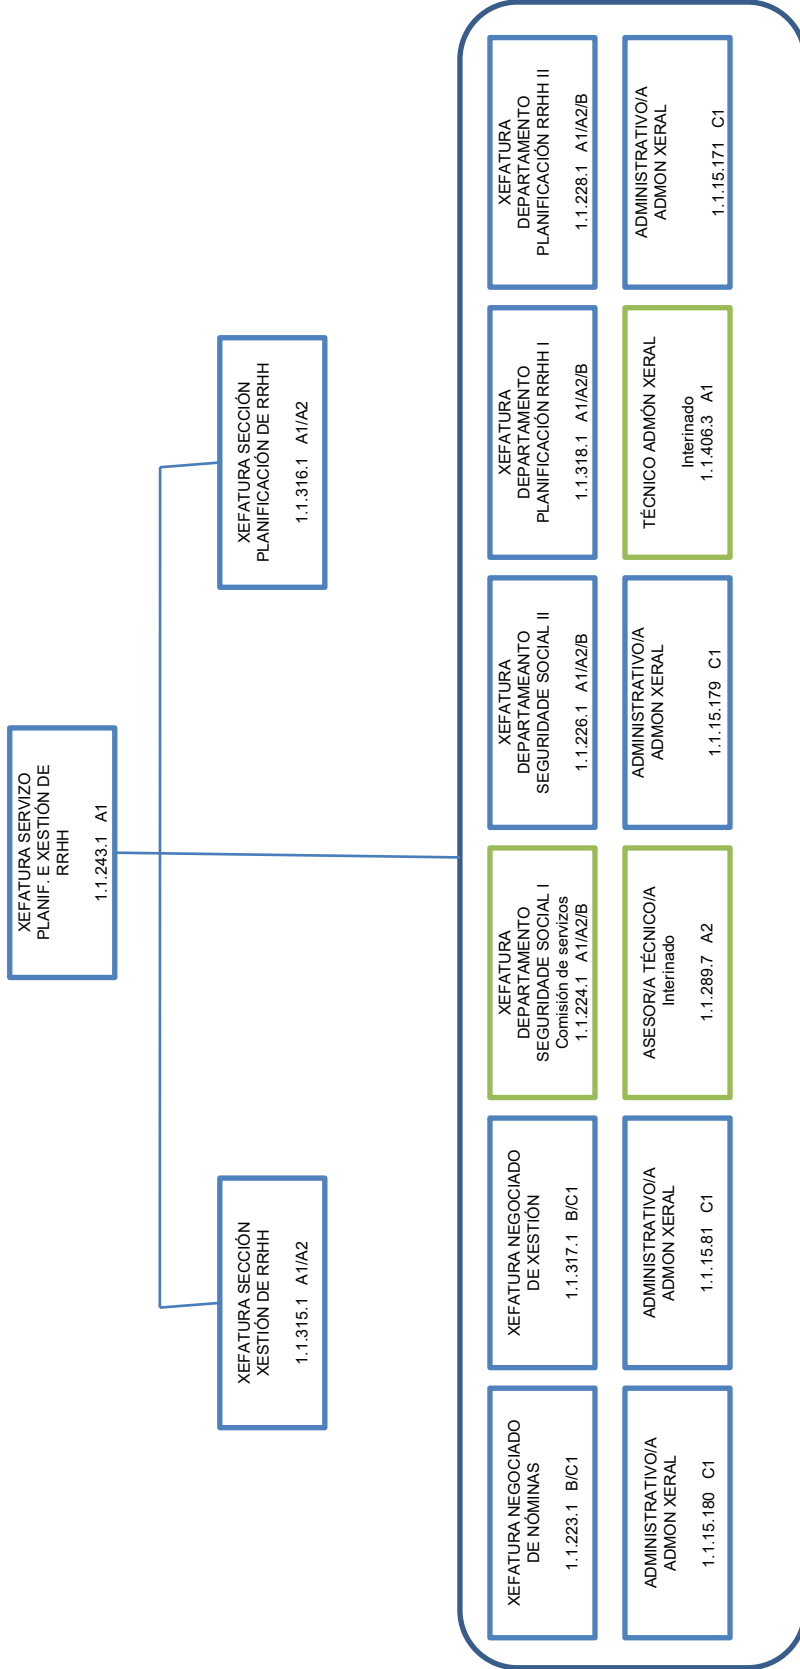 XEFATURA SERVIZO
PLANIF. E XESTIÓN DE
RRHH
1.1.243.1 A1
XEFATURA SECCIÓN
XESTIÓN DE RRHH
1.1.315.1 A1/A2
XEFATURA SECCIÓN
PLANIFICACIÓN DE RRHH
1.1.316.1 A1/A2
XEFATURA NEGOCIADO
DE NÓMINAS
1.1.223.1 B/C1
XEFATURA NEGOCIADO
DE XESTIÓN
1.1.317.1 B/C1
XEFATURA
DEPARTAMENTO
SEGURIDADE SOCIAL I
Comisión de servizos
1.1.224.1 A1/A2/B
XEFATURA
DEPARTAMEANTO
SEGURIDADE SOCIAL II
1.1.226.1 A1/A2/B
XEFATURA
DEPARTAMENTO
PLANIFICACIÓN RRHH I
1.1.318.1 A1/A2/B
XEFATURA
DEPARTAMENTO
PLANIFICACIÓN RRHH II
1.1.228.1 A1/A2/B
ADMINISTRATIVO/A
ADMON XERAL
1.1.15.180 C1
ADMINISTRATIVO/A
ADMON XERAL
1.1.15.81 C1
ASESOR/A TÉCNICO/A
Interinado
1.1.289.7 A2
ADMINISTRATIVO/A
ADMON XERAL
1.1.15.179 C1
TÉCNICO ADMÓN XERAL
Interinado
1.1.406.3 A1
ADMINISTRATIVO/A
ADMON XERAL
1.1.15.171 C1